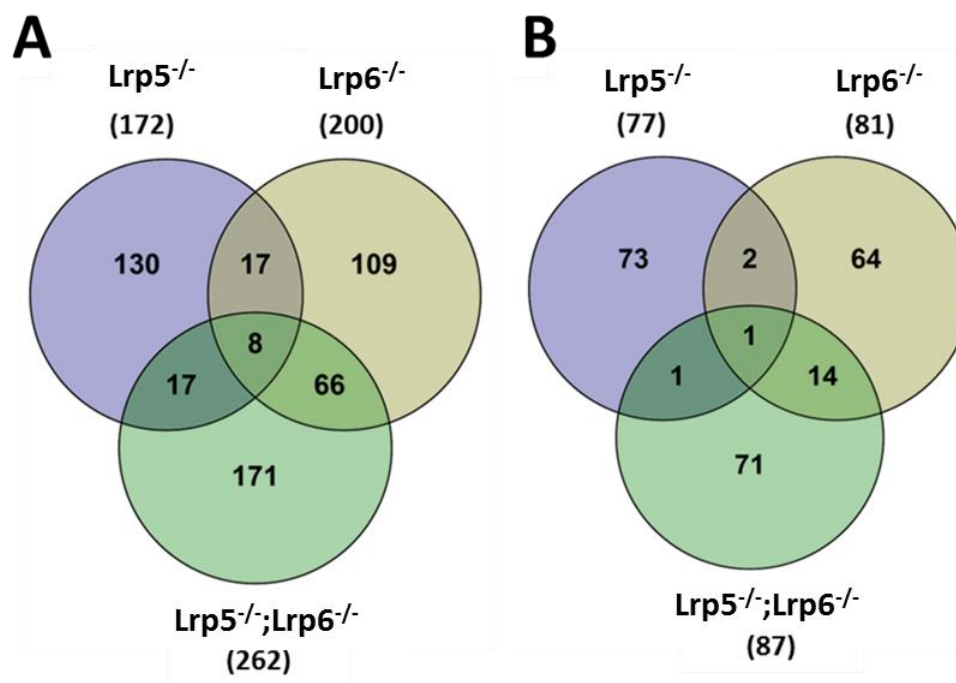 A
B
Lrp5-/-
Lrp6-/-
(172)
(200)
130
17
109
8
17
66
171
Lrp5-/-;Lrp6-/-
(262)
Lrp5-/-
Lrp6-/-
(77)
(81)
73
2
64
1
1
14
71
Lrp5-/-;Lrp6-/-
(87)